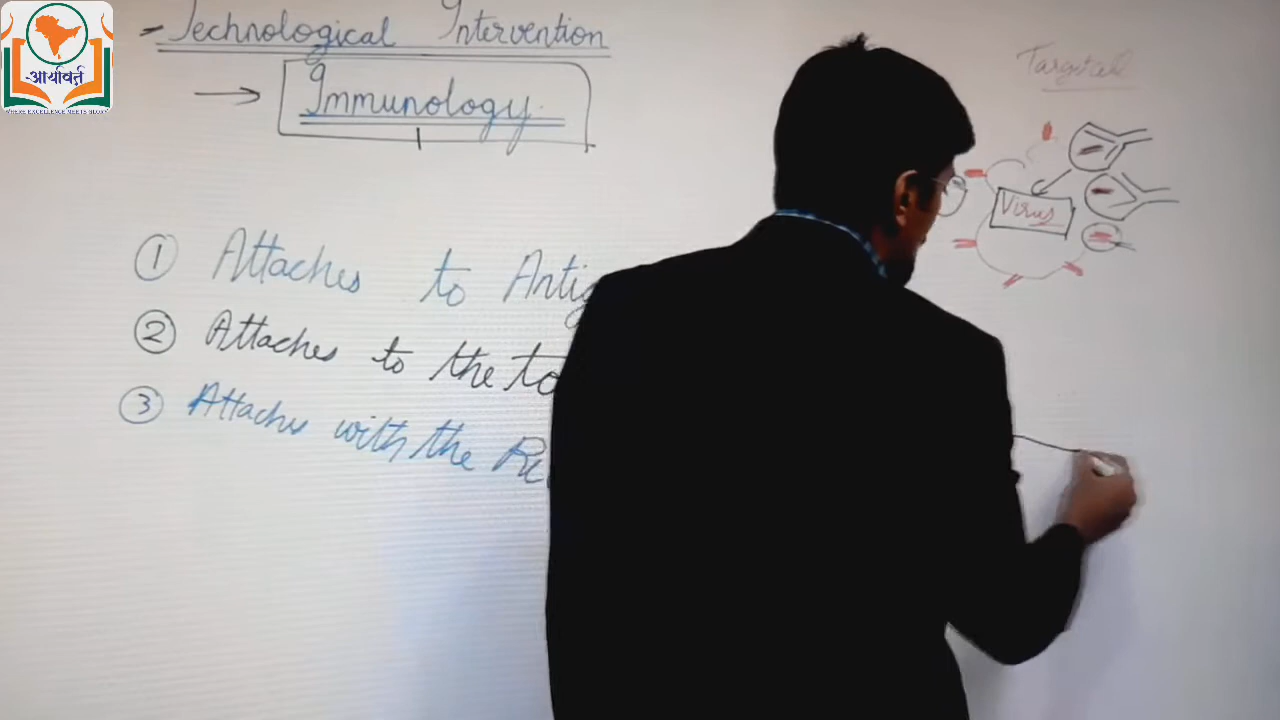 - Technological Intervention
→ Immunology
Targeted
Virus
① Attaches to Antig
② Attaches to the to
③ Attaches with the Re
आर्यावर्त